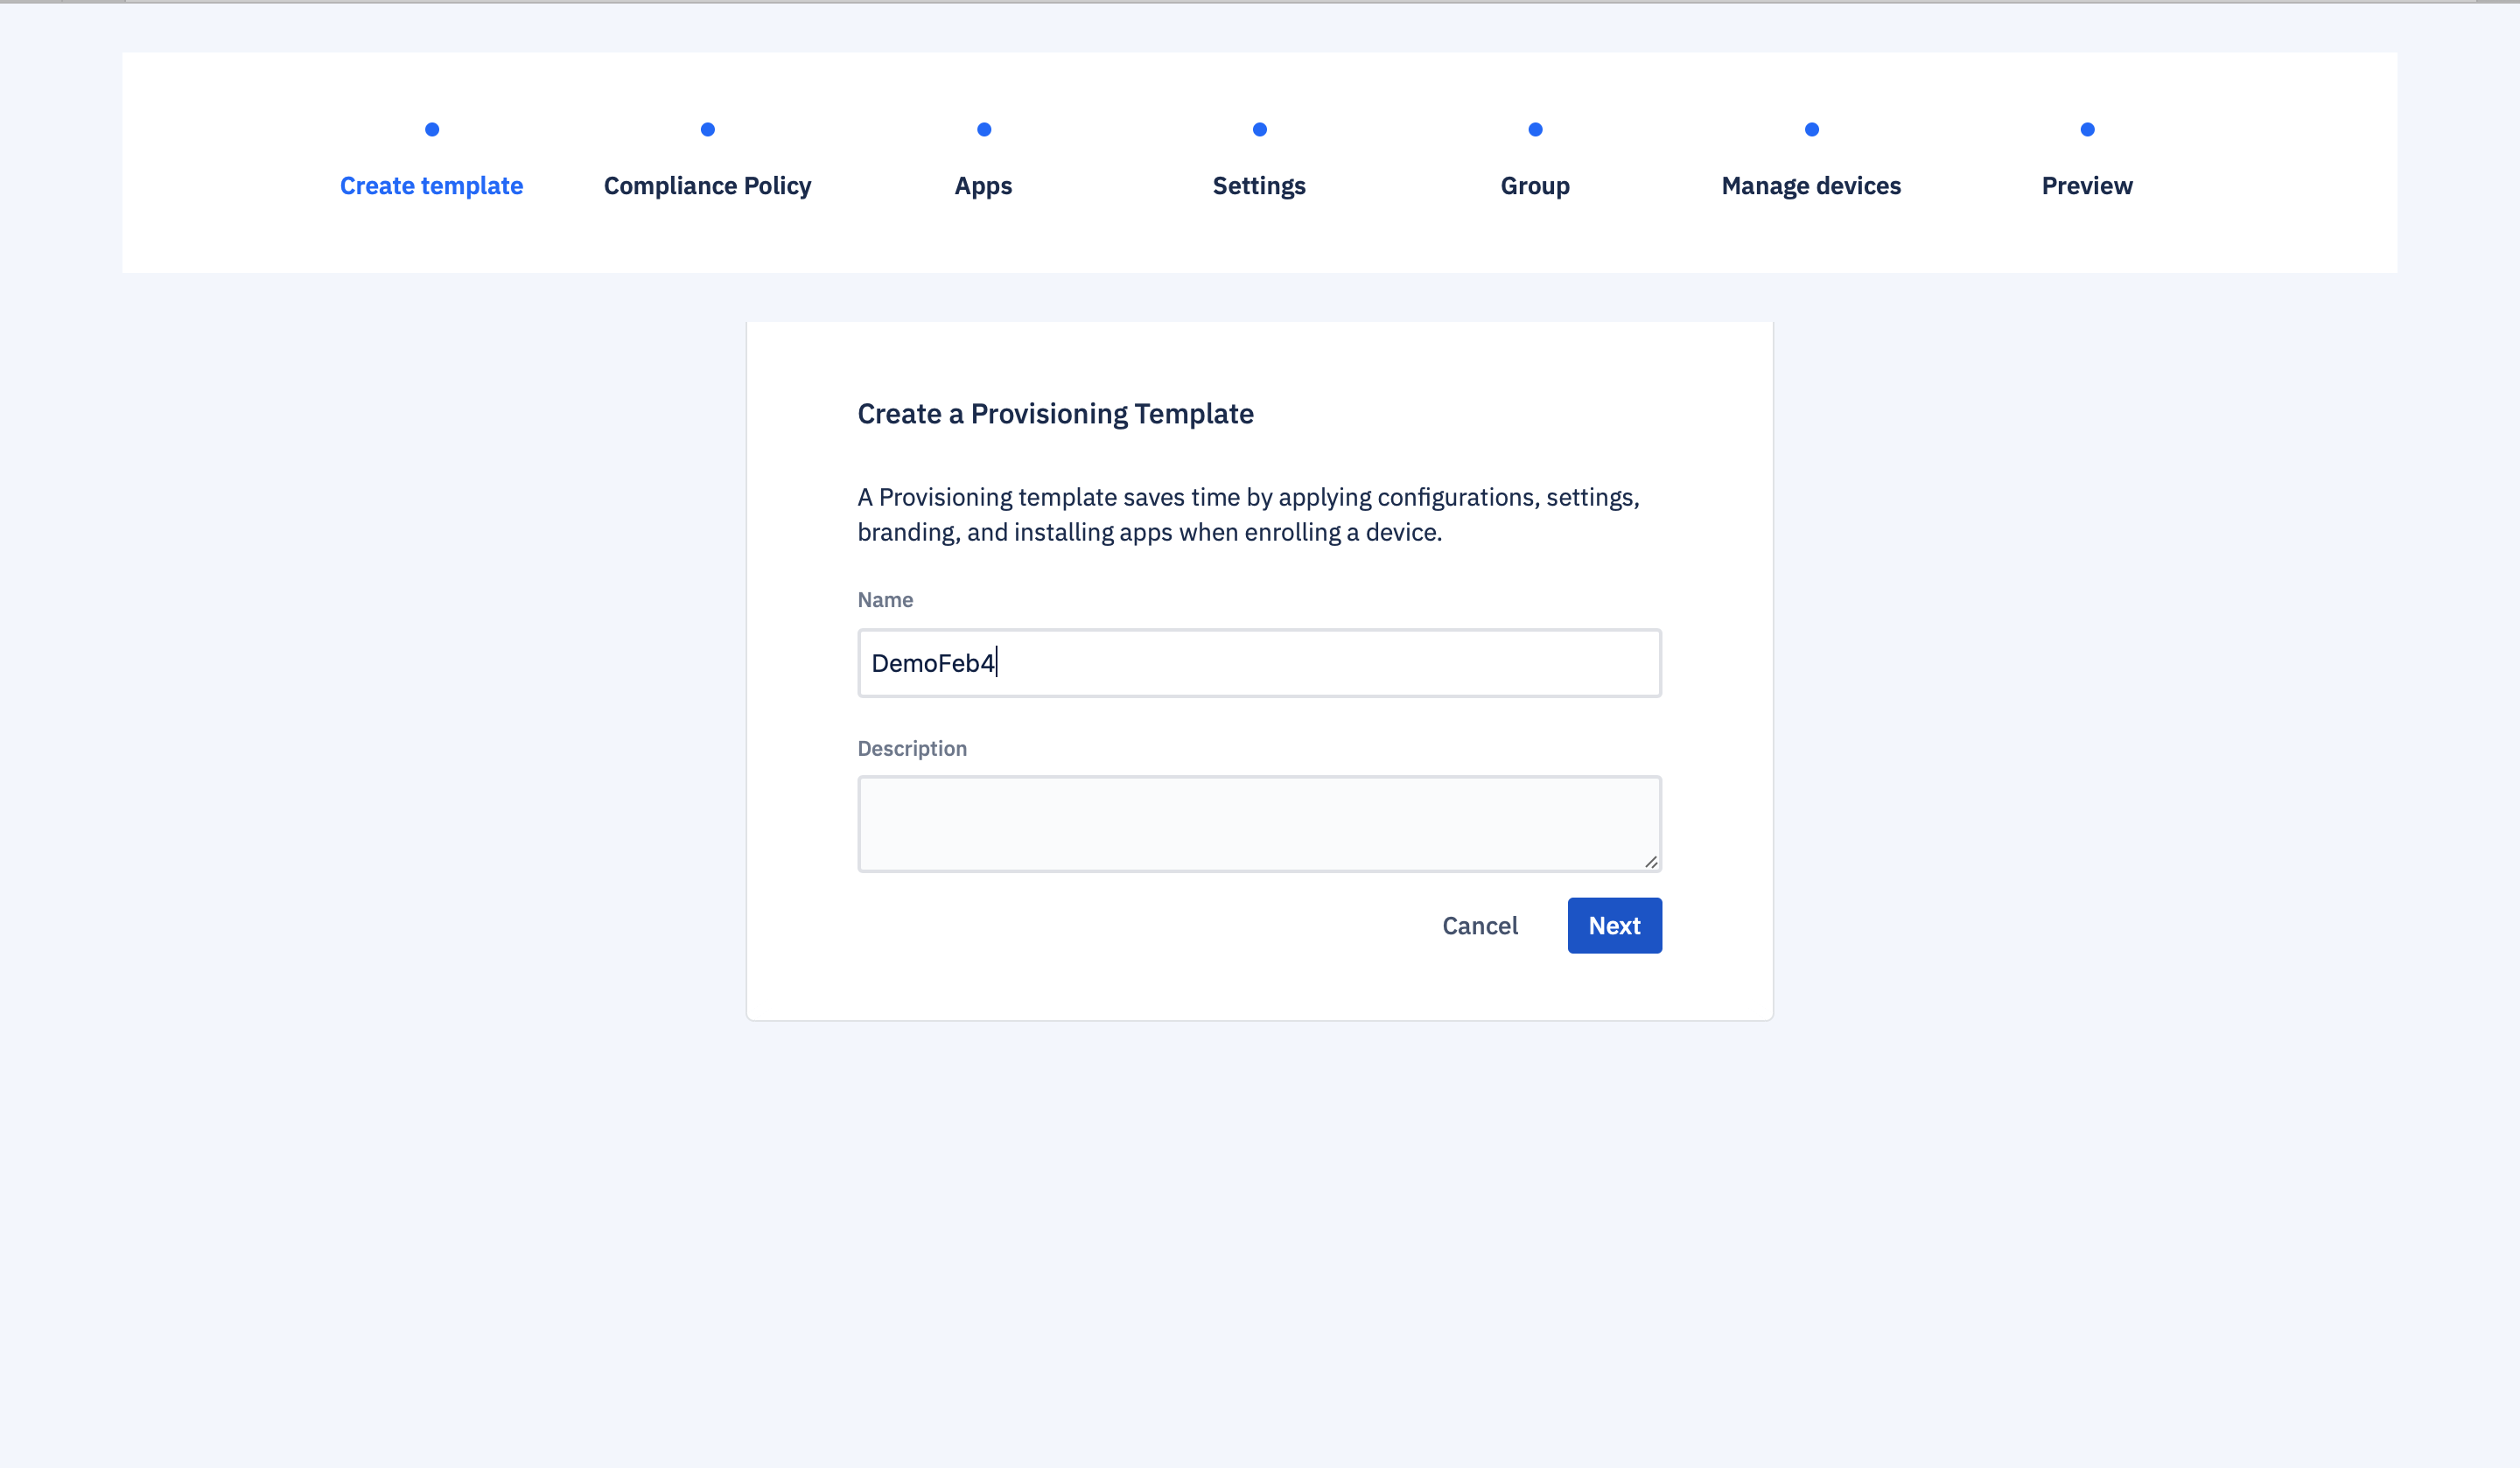 Create template
Compliance Policy
Apps
Settings
Group
Manage devices
Preview
Create a Provisioning Template
A Provisioning template saves time by applying configurations, settings,
branding, and installing apps when enrolling a device.
Name
DemoFeb4
Description
Cancel
Next